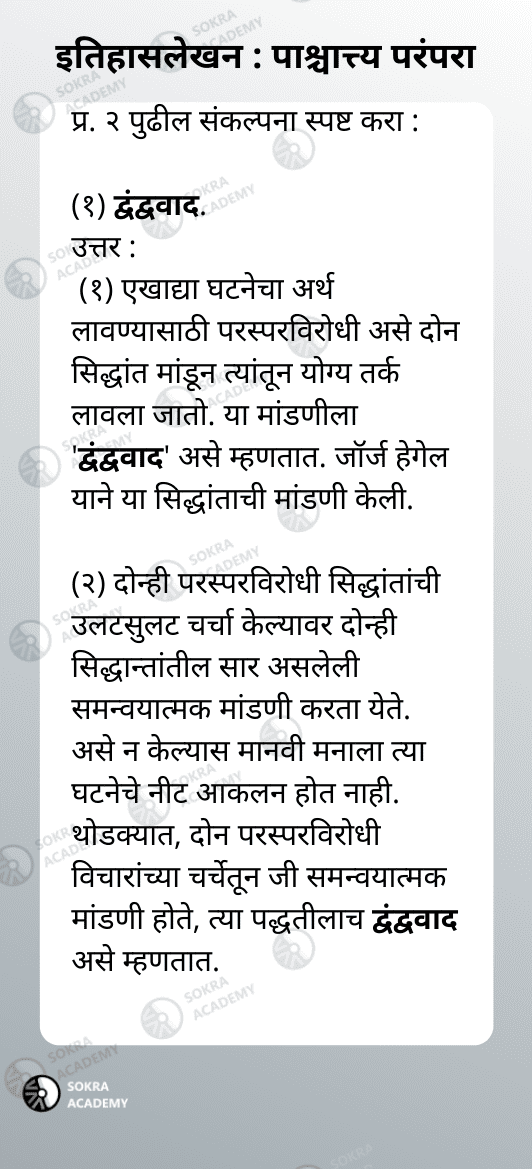 इतिहासलेखन : पाश्चात्त्य परंपरा
प्र. २ पुढील संकल्पना स्पष्ट करा :
(१) द्वंद्ववाद.
उत्तर :
(१) एखाद्या घटनेचा अर्थ
लावण्यासाठी परस्परविरोधी असे दोन
सिद्धांत मांडून त्यांतून योग्य तर्क
लावला जातो. या मांडणीला
'द्वंद्ववाद' असे म्हणतात. जॉर्ज हेगेल
याने या सिद्धांताची मांडणी केली.
(२) दोन्ही परस्परविरोधी सिद्धांतांची
उलटसुलट चर्चा केल्यावर दोन्ही
सिद्धान्तांतील सार असलेली
समन्वयात्मक मांडणी करता येते.
असे न केल्यास मानवी मनाला त्या
घटनेचे नीट आकलन होत नाही.
थोडक्यात, दोन परस्परविरोधी
विचारांच्या चर्चेतून जी समन्वयात्मक
मांडणी होते, त्या पद्धतीलाच द्वंद्ववाद
असे म्हणतात.
SOKRA
ACADEMY